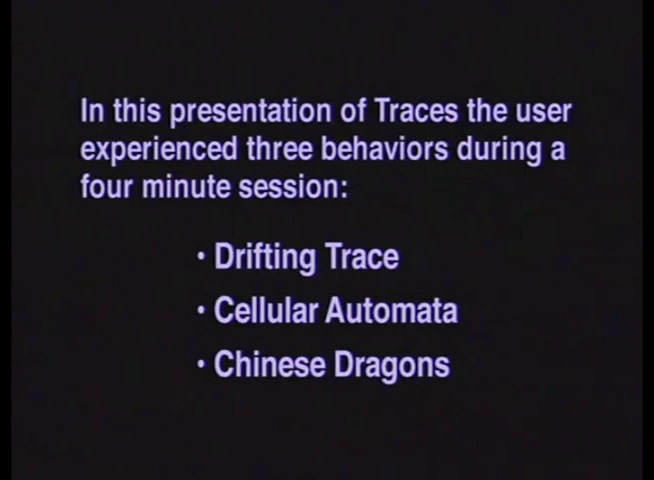 In this presentation of Traces the user
experienced three behaviors during a
four minute session:
· Drifting Trace
· Cellular Automata
· Chinese Dragons